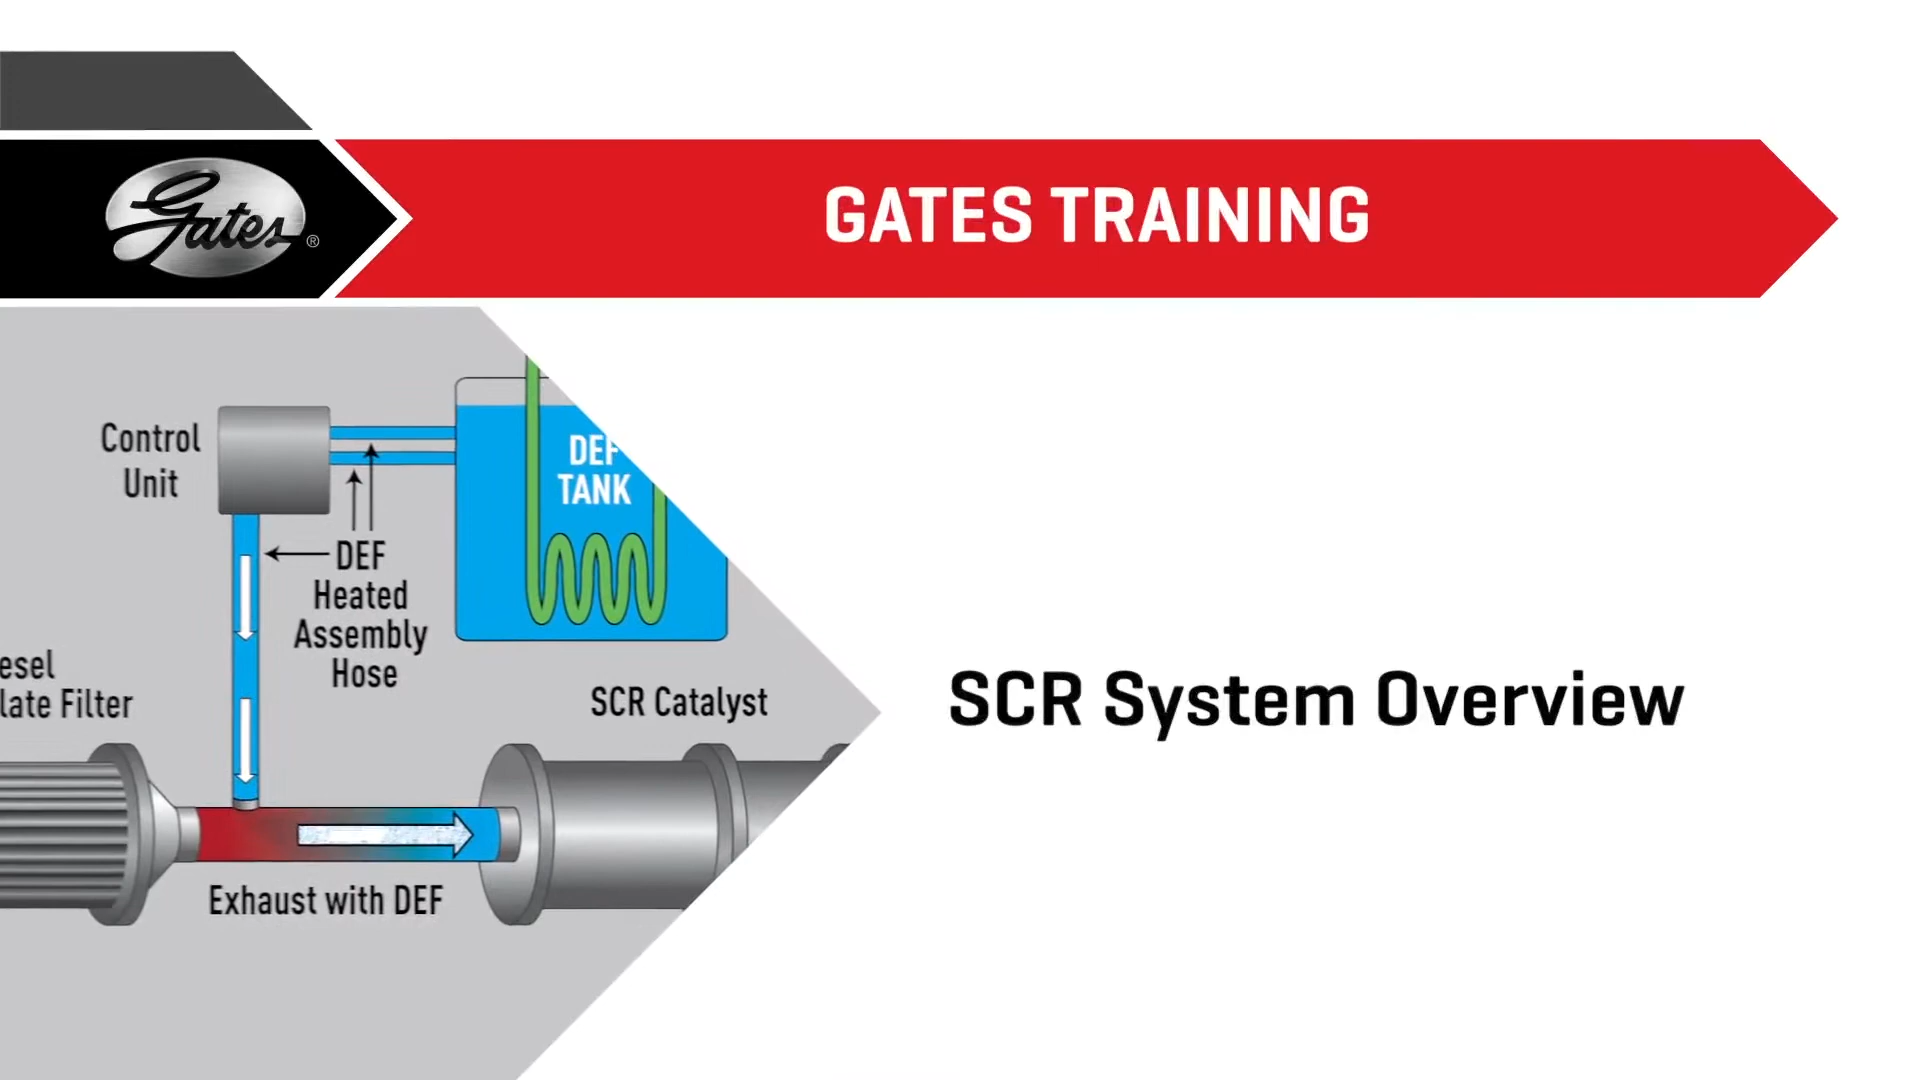 Gates ®
GATES TRAINING
Control
Unit
DEF
TANK
DEF
Heated
Assembly
Hose
esel
late Filter
SCR Catalyst
Exhaust with DEF
SCR System Overview